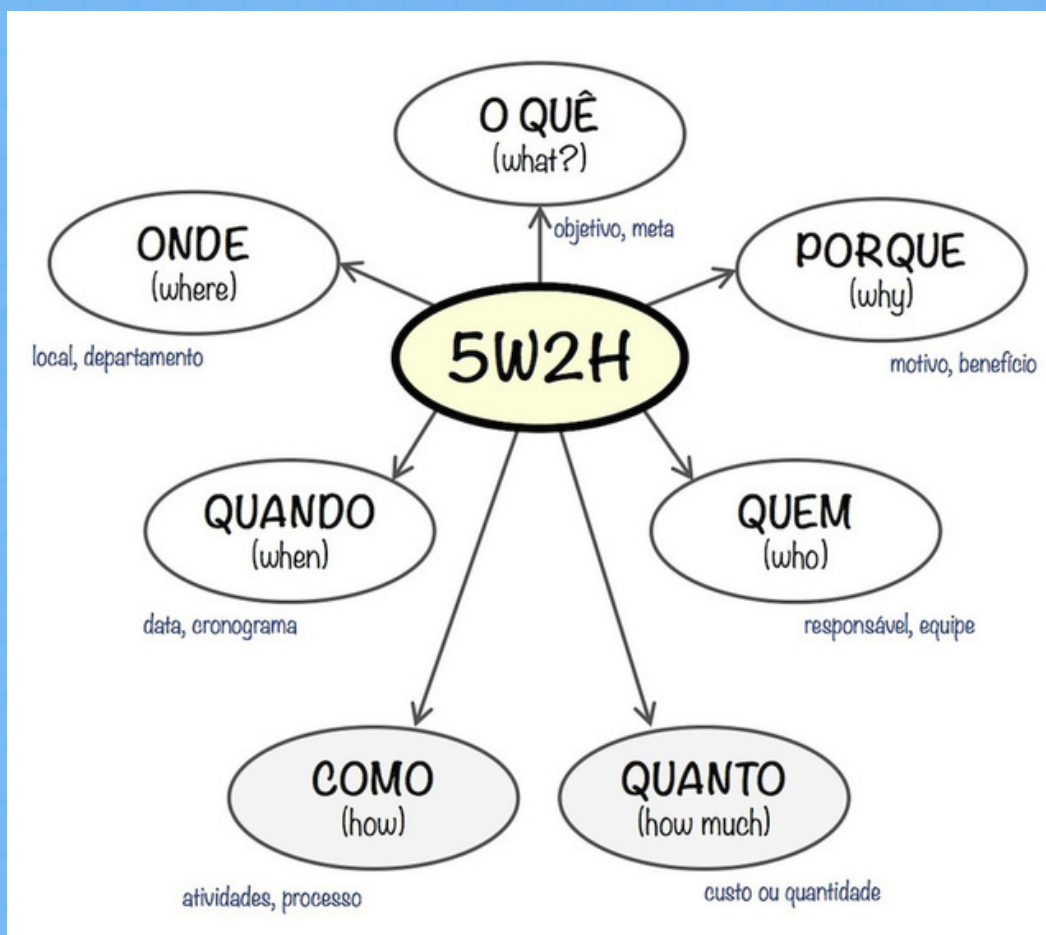 O QUÊ
(what?)
objetivo, meta
ONDE
(where)
local, departamento
PORQUE
(why)
motivo, benefício
5W2H
QUANDO
(when)
data, cronograma
QUEM
(who)
responsável, equipe
COMO
(how)
atividades, processo
QUANTO
(how much)
custo ou quantidade